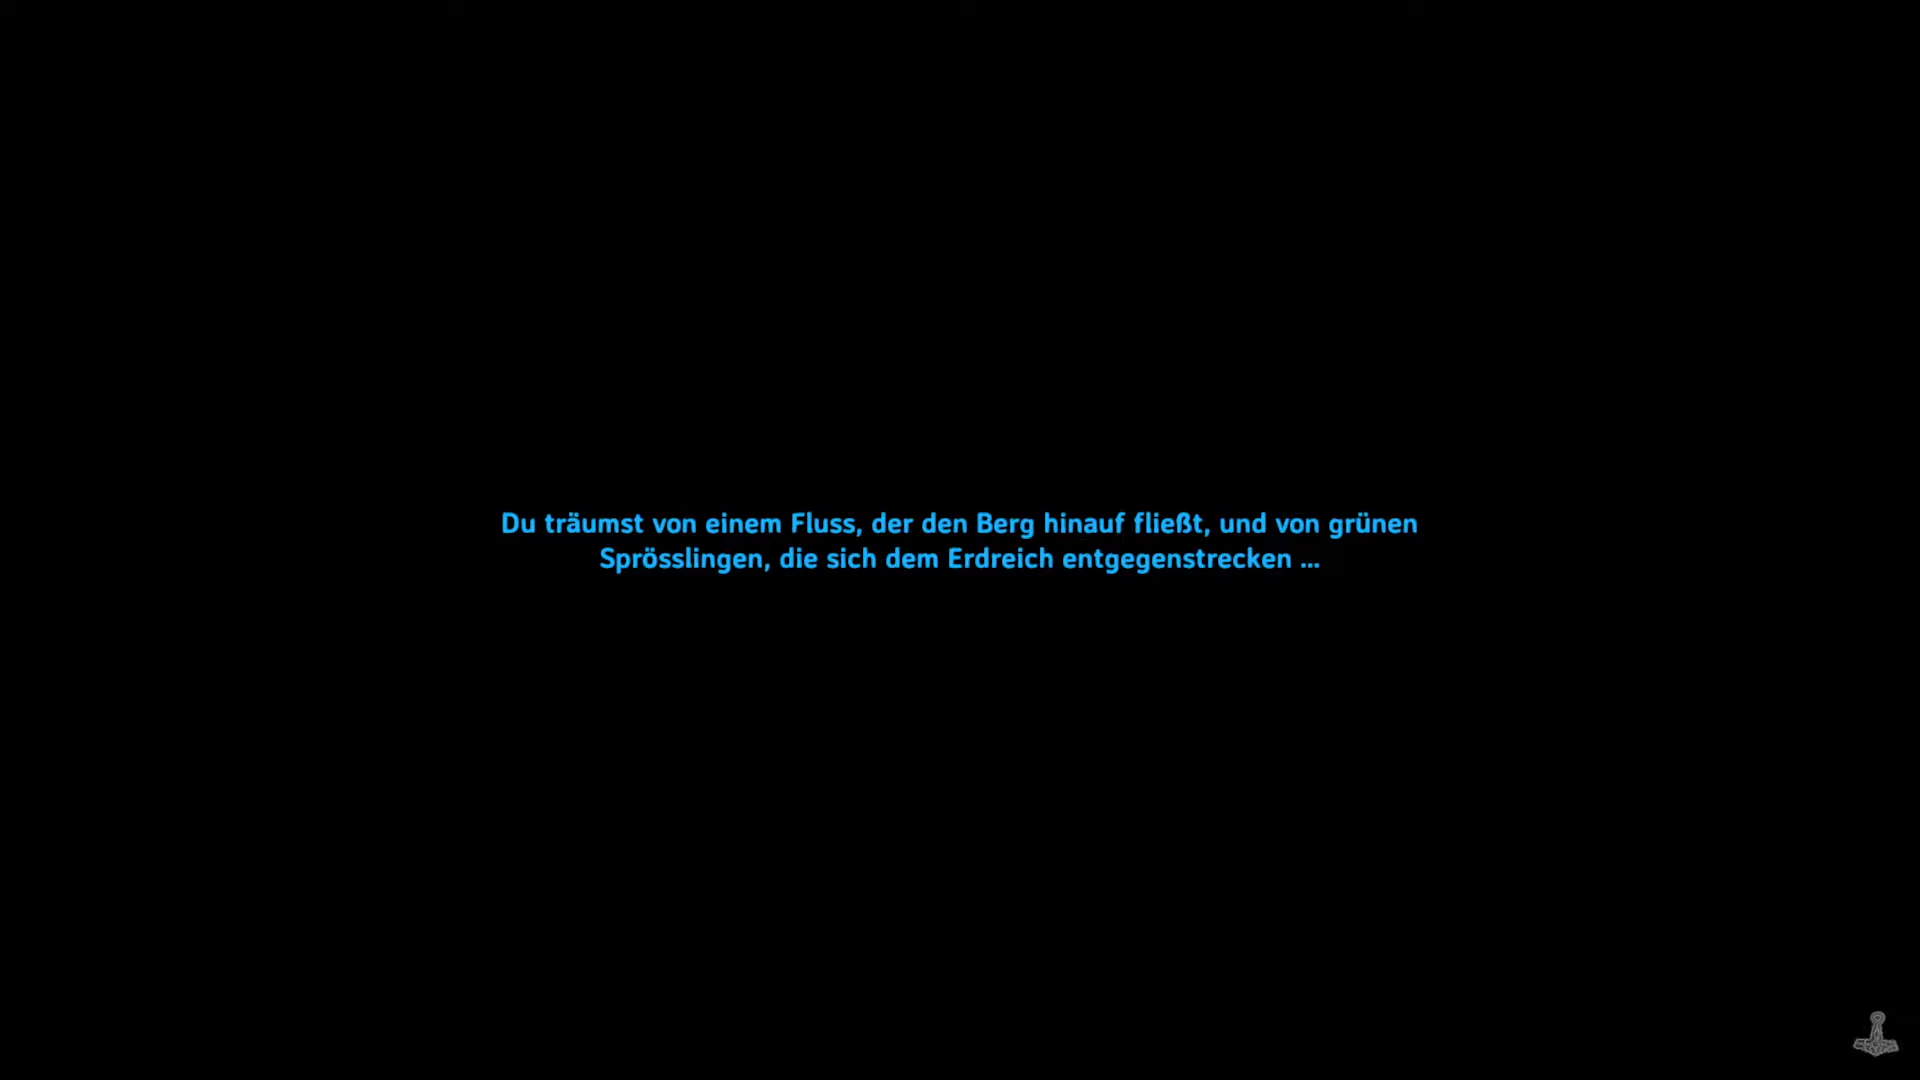 Du träumst von einem Fluss, der den Berg hinauf fließt, und von grünen
Sprösslingen, die sich dem Erdreich entgegenstrecken ...